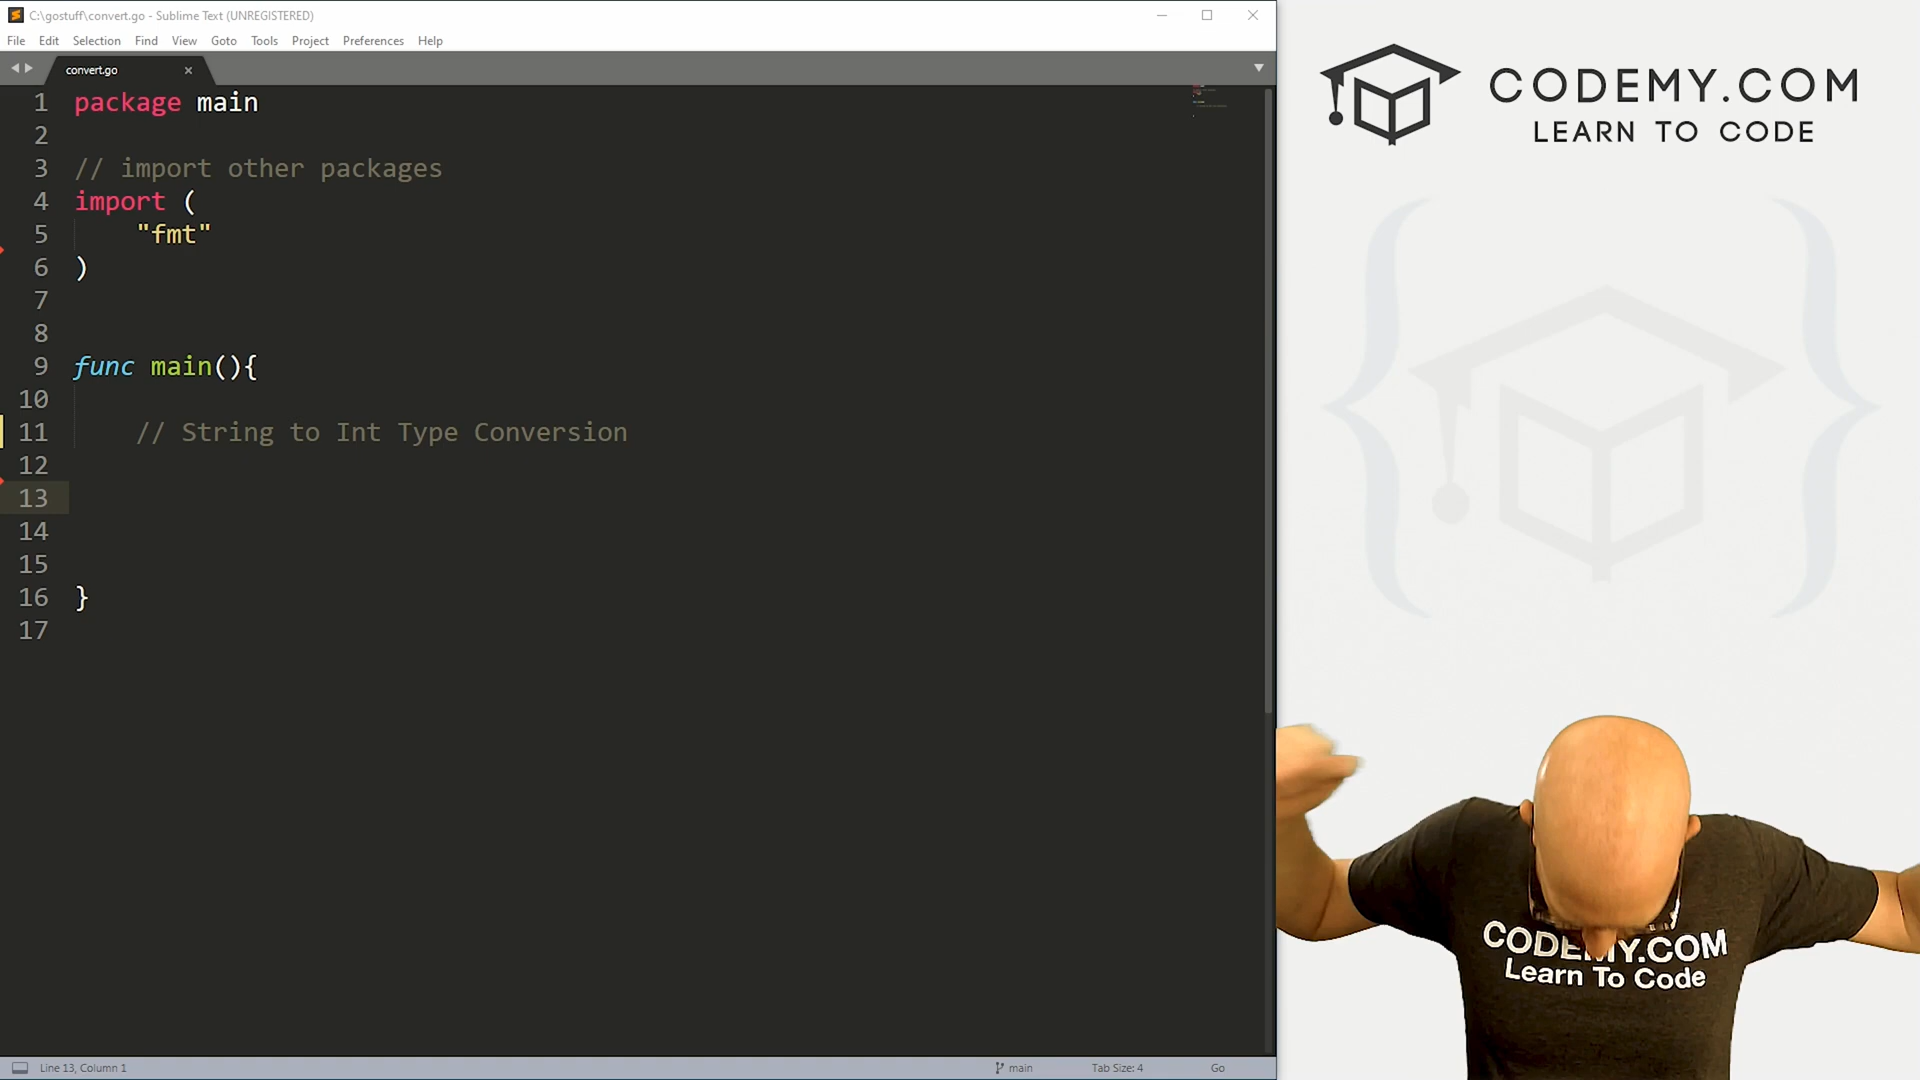 C:\gostuff\convert.go - Sublime Text (UNREGISTERED)
File Edit Selection Find View Goto Tools Project Preferences Help
convert.go
1 package main
2
3 // import other packages
4 import (
5 "fmt"
6 )
7
8
9 func main(){
10
11 // String to Int Type Conversion
12
13
14
15
16 }
17
Line 13, Column 1
main
Tab Size: 4
Go
CODEMY.COM
LEARN TO CODE
CODEMY.COM
Learn To Code